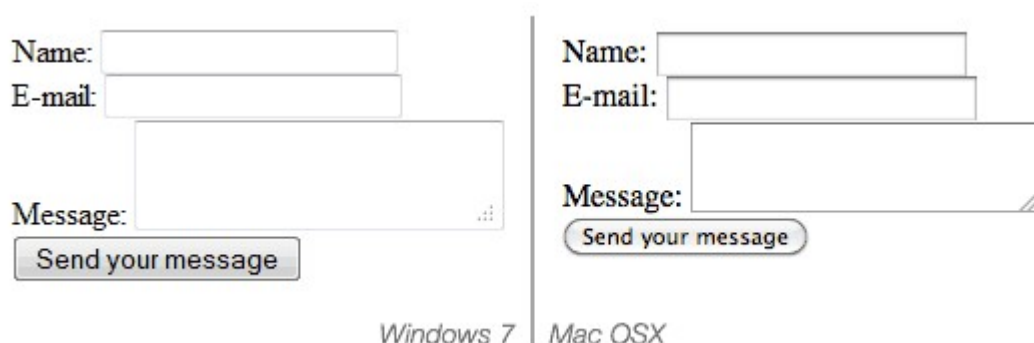 Name:
E-mail:
Message:
Send your message
Windows 7
Name:
E-mail:
Message:
Send your message
Mac OSX